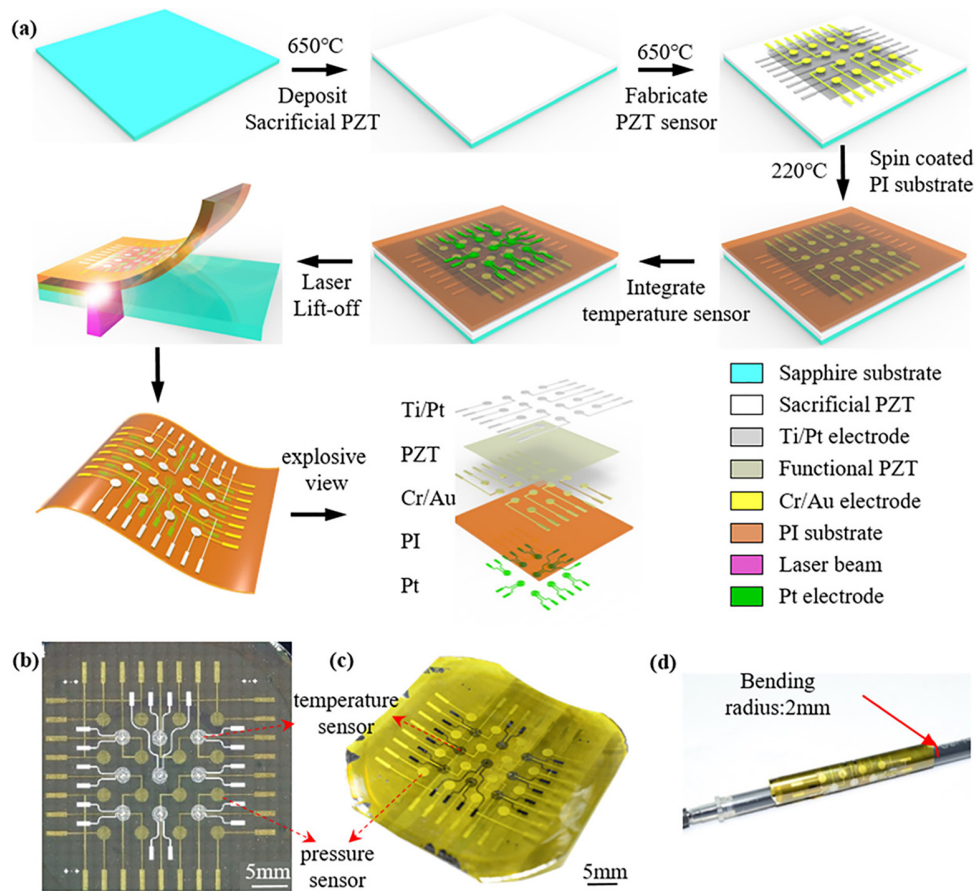 (a)
650℃
Deposit
Sacrificial PZT
650℃
Fabricate
PZT sensor
220℃
Spin coated
PI substrate
Integrate
temperature sensor
Laser
Lift-off
explosive
view
Ti/Pt
PZT
Cr/Au
PI
Pt
Sapphire substrate
Sacrificial PZT
Ti/Pt electrode
Functional PZT
Cr/Au electrode
PI substrate
Laser beam
Pt electrode
(b)
temperature
sensor
pressure
sensor
5mm
(c)
5mm
(d)
Bending
radius:2mm